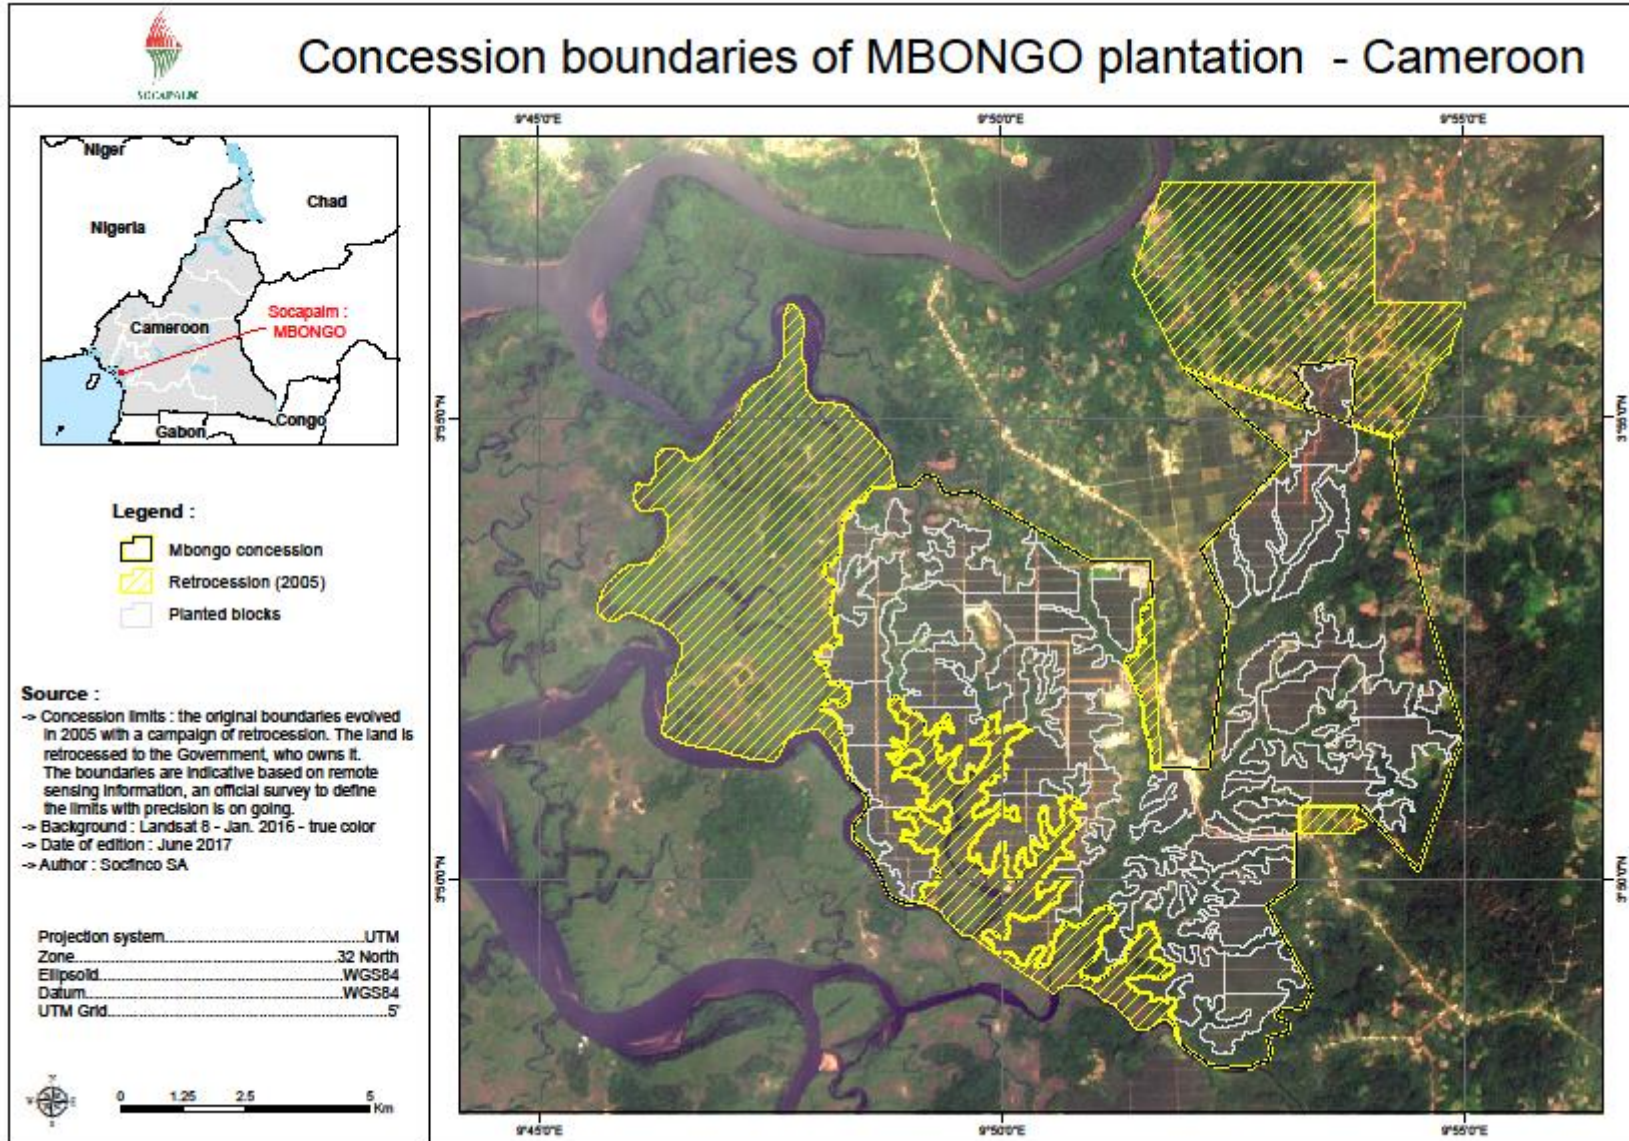 SOCAPALM
Concession boundaries of MBONGO plantation - Cameroon
Niger
Chad
Nigeria
Socapalm :
MBONGO
Cameroon
Congo
Gabon
Legend :
Mbongo concession
Retrocession (2005)
Planted blocks
Source :
-> Concession limits : the original boundaries evolved
in 2005 with a campaign of retrocession. The land is
retrocessed to the Government, who owns it.
The boundaries are indicative based on remote
sensing information, an official survey to define
the limits with precision is on going.
-> Background : Landsat 8 - Jan. 2016 - true color
-> Date of edition : June 2017
-> Author : Socfinco SA
Projection system UTM
Zone 32 North
Ellipsoid WGS84
Datum WGS84
UTM Grid 5'
0 1.25 2.5 5
Km
9°45'0"E 9°50'0"E 9°55'0"E
3°55'0"N 3°55'0"N
3°50'0"N 3°50'0"N
9°45'0"E 9°50'0"E 9°55'0"E